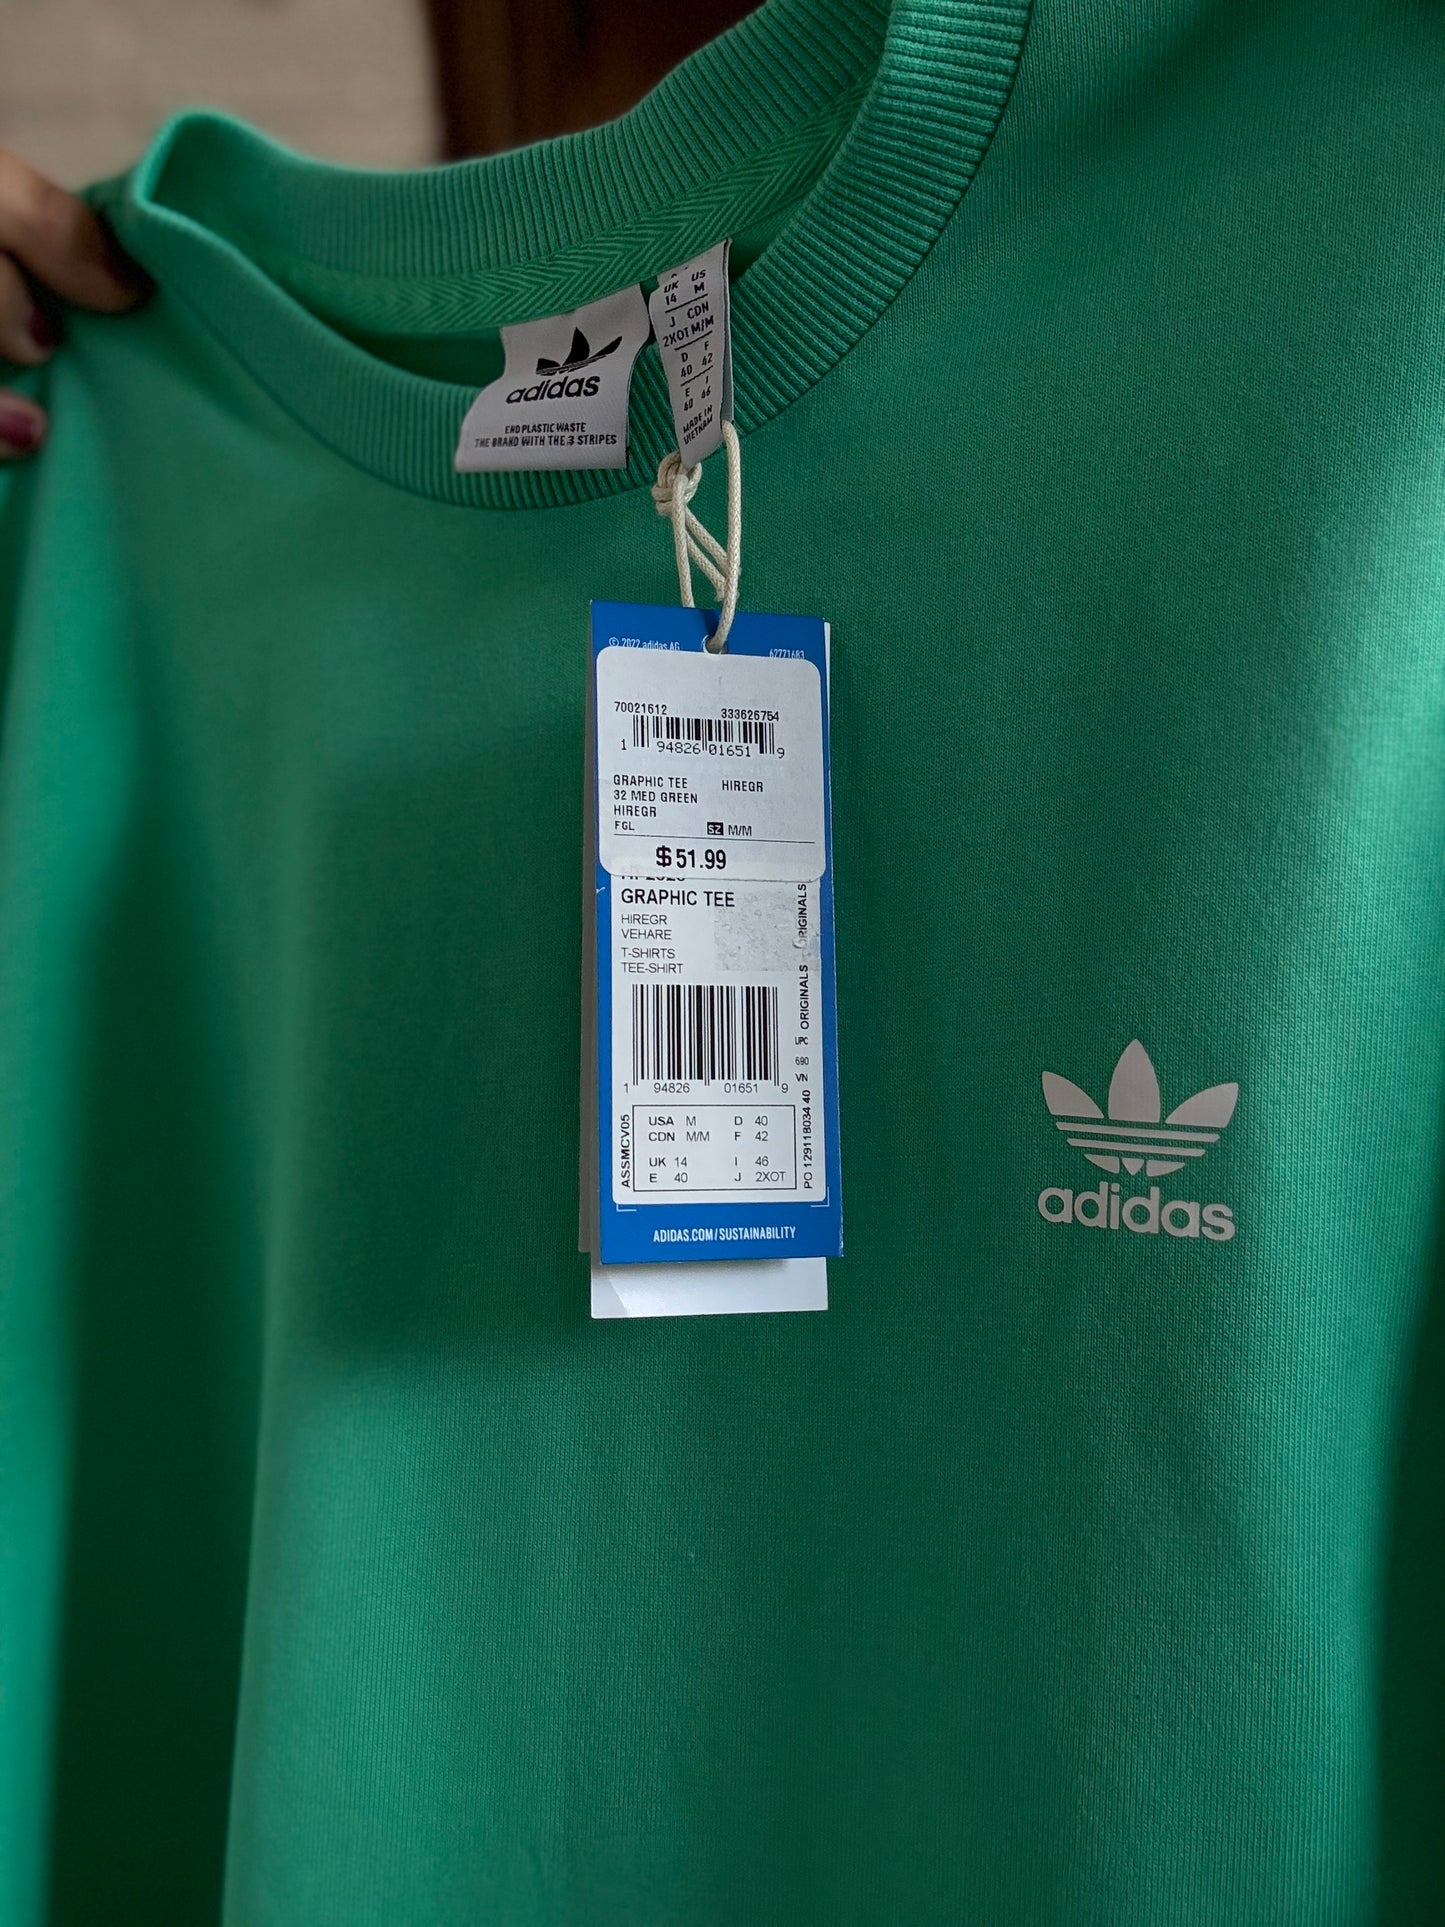 UK US
14 M
J CDN
2XOT M/M
D F
40 42
E I
40 46
MADE IN
VIETNAM
adidas
END PLASTIC WASTE
THE BRAND WITH THE 3 STRIPES
© 2022 adidas AG 62771683
70021612 333626754
1 94826 01651 9
GRAPHIC TEE HIREGR
32 MED GREEN
HIREGR
FGL SZ M/M
$51.99
GRAPHIC TEE
HIREGR
VEHARE
T-SHIRTS
TEE-SHIRT
ORIGINALS
ORIGINALS
UPC
690
VN
PO 129118034 40
1 94826 01651 9
ASSMCV05
USA M D 40
CDN M/M F 42
UK 14 I 46
E 40 J 2XOT
ADIDAS.COM/SUSTAINABILITY
adidas